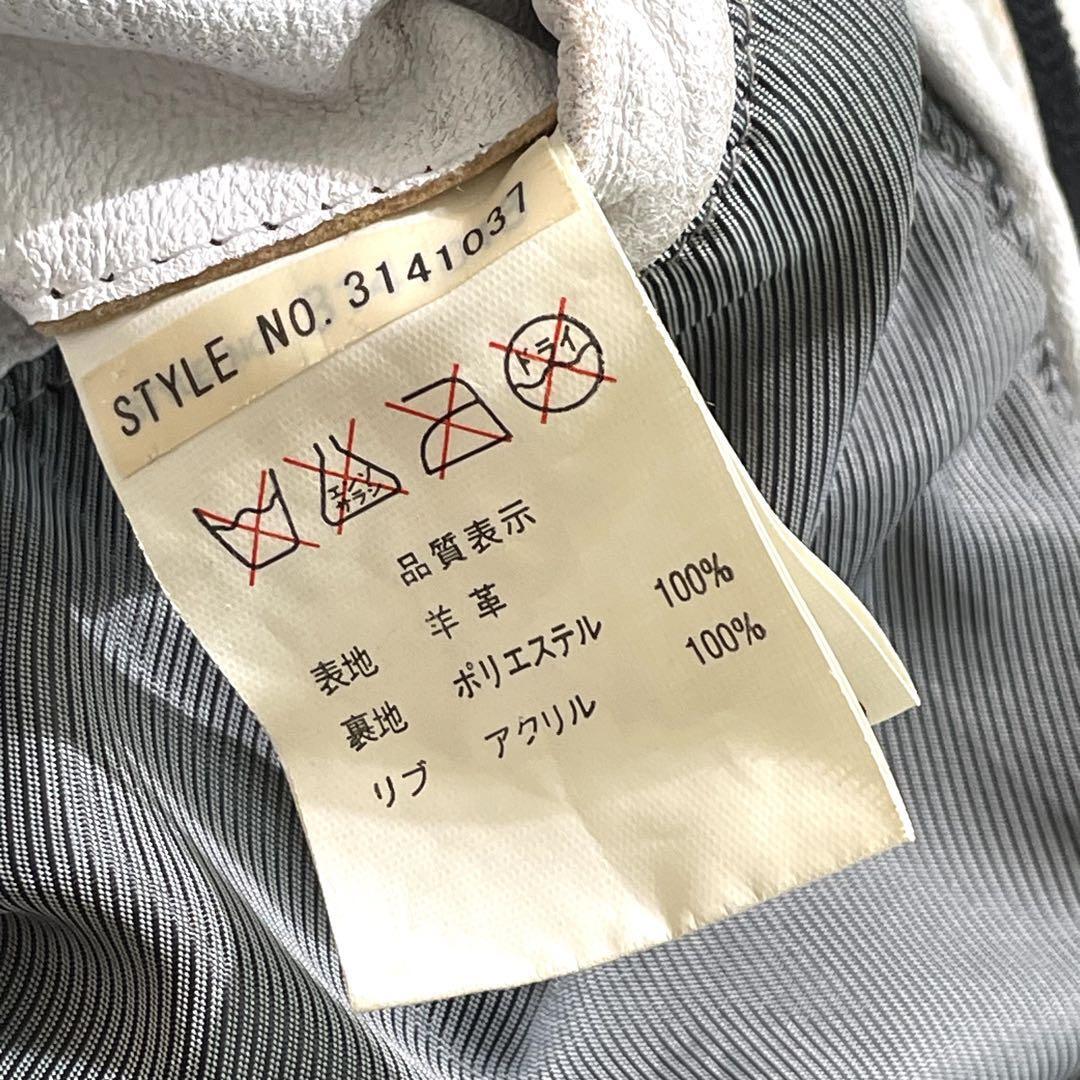 STYLE NO. 3141037
エンソサラシ
ドライ
品質表示
表地 羊革
裏地 ポリエステル 100%
リブ アクリル 100%